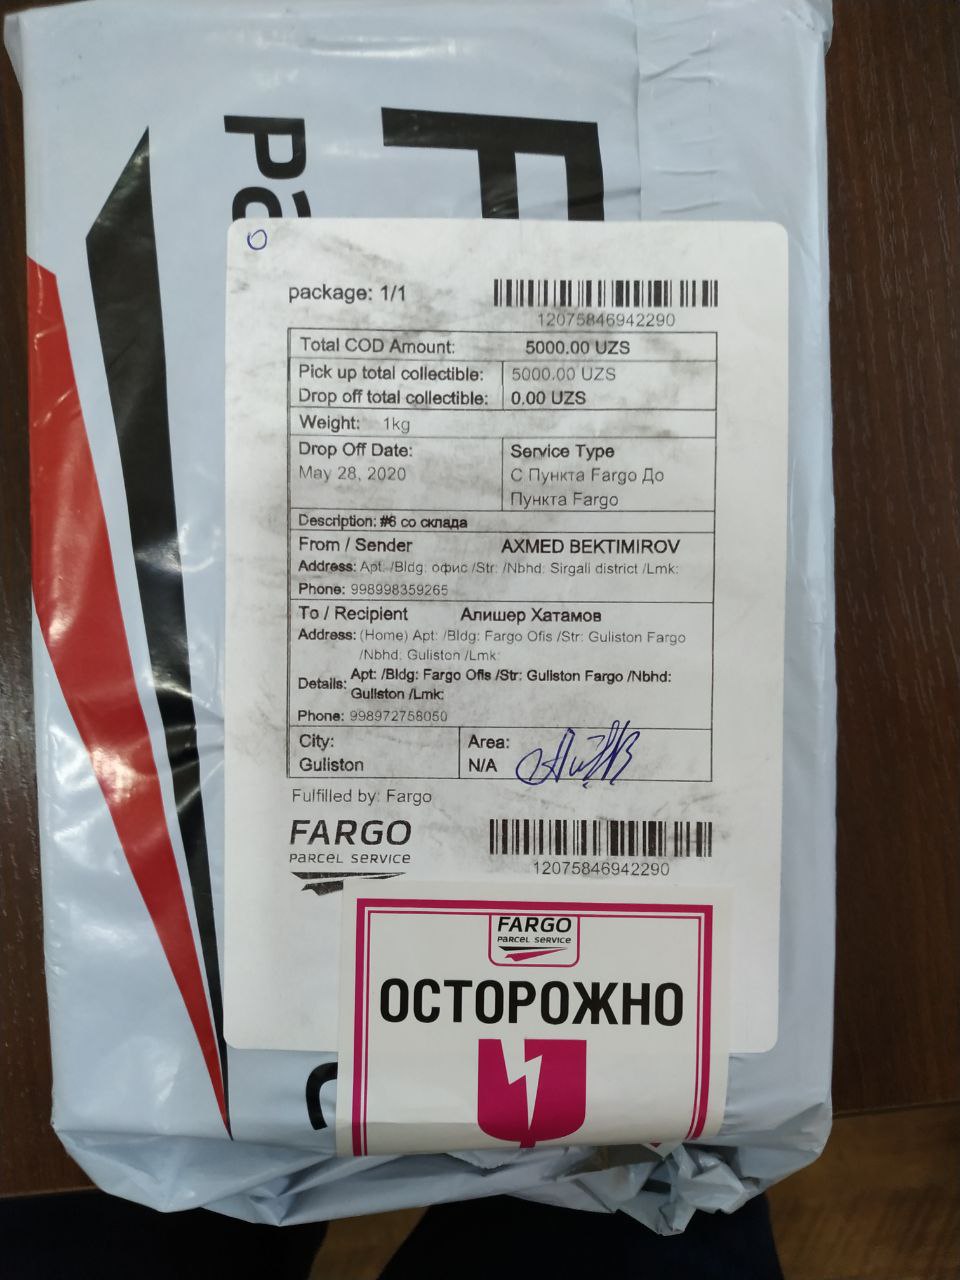 Pa
F
package: 1/1
12075846942290
Total COD Amount: 5000.00 UZS
Pick up total collectible: 5000.00 UZS
Drop off total collectible: 0.00 UZS
Weight: 1kg
Drop Off Date: Service Type
May 28, 2020 С Пункта Fargo До
Пункта Fargo
Description: #6 со склада
From / Sender AXMED BEKTIMIROV
Address: Apt: /Bldg: офис /Str: /Nbhd: Sirgali district /Lmk:
Phone: 998998359265
To / Recipient Алишер Хатамов
Address: (Home) Apt: /Bldg: Fargo Ofis /Str: Guliston Fargo
/Nbhd: Guliston /Lmk:
Details: Apt: /Bldg: Fargo Ofis /Str: Guliston Fargo /Nbhd:
Guliston /Lmk:
Phone: 998972758050
City: Area:
Guliston N/A
Fulfilled by: Fargo
FARGO
PARCEL SERVICE
12075846942290
FARGO
PARCEL SERVICE
ОСТОРОЖНО